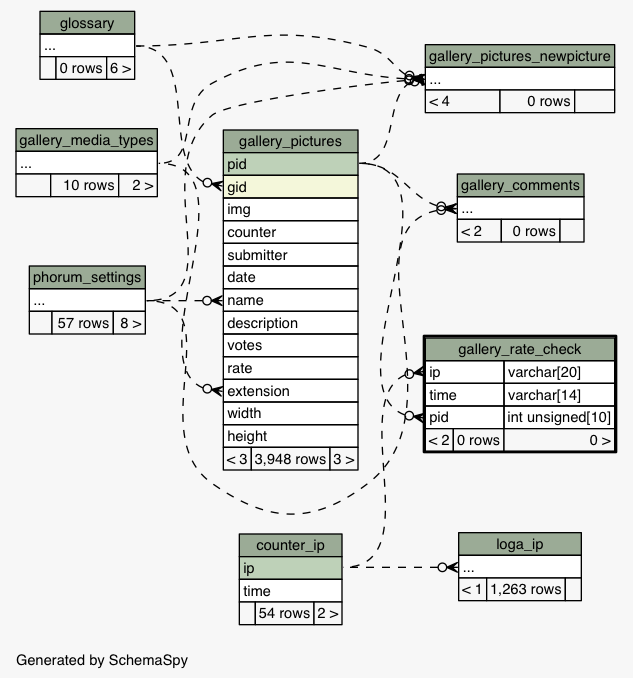 glossary
...
0 rows 6 >
gallery_pictures_newpicture
...
< 4 0 rows
gallery_media_types
...
10 rows 2 >
gallery_pictures
pid
gid
img
counter
submitter
date
name
description
votes
rate
extension
width
height
< 3 3,948 rows 3 >
gallery_comments
...
< 2 0 rows
phorum_settings
...
57 rows 8 >
gallery_rate_check
ip varchar[20]
time varchar[14]
pid int unsigned[10]
< 2 0 rows 0 >
counter_ip
ip
time
54 rows 2 >
loga_ip
...
< 1 1,263 rows
Generated by SchemaSpy